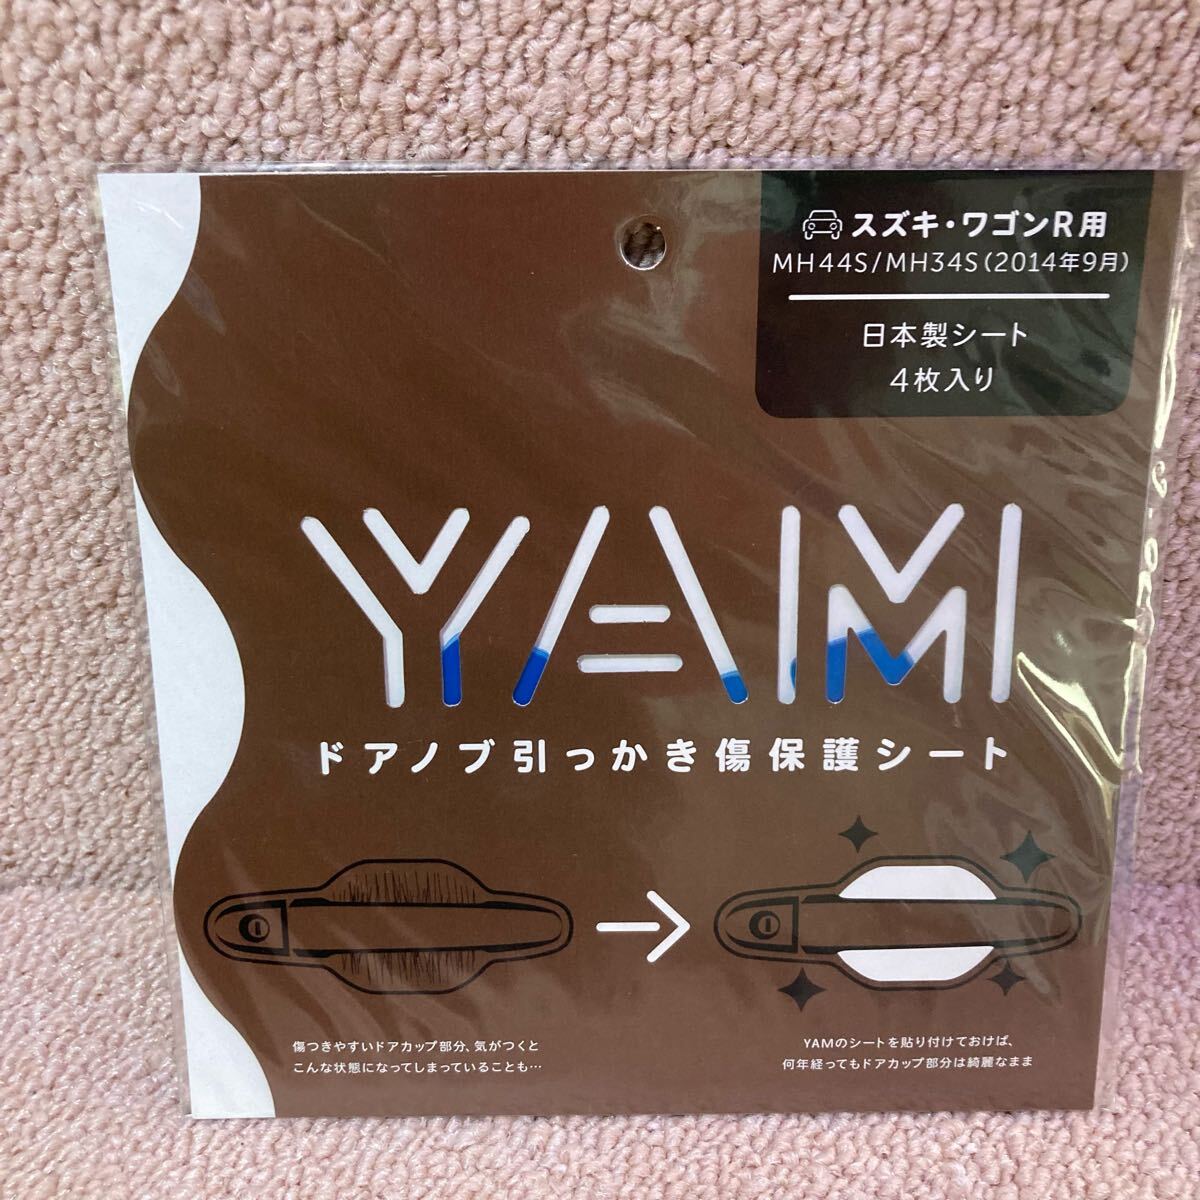 スズキ・ワゴンR用
MH44S/MH34S(2014年9月)
日本製シート
4枚入り
YAM
ドアノブ引っかき傷保護シート
傷つきやすいドアカップ部分、気がつくと
こんな状態になってしまっていることも…
YAMのシートを貼り付けておけば、
何年経ってもドアカップ部分は綺麗なまま